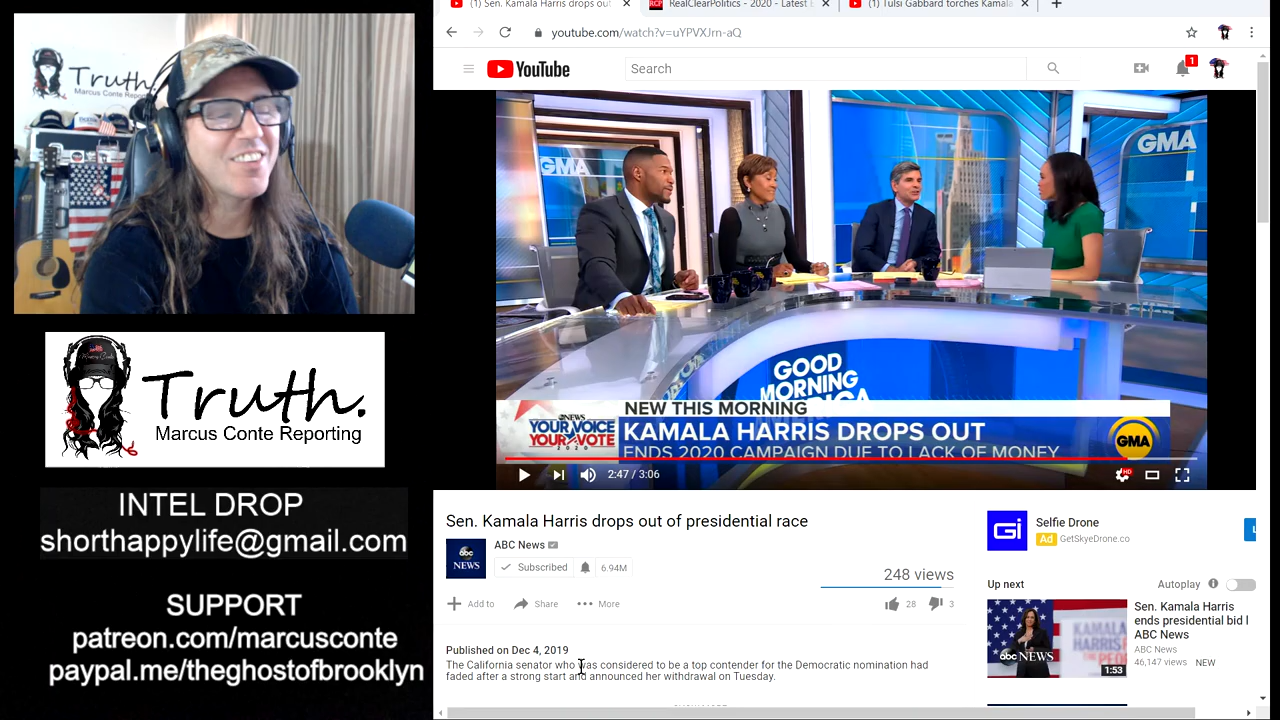 (1) Sen. Kamala Harris drops out
RealClearPolitics - 2020 - Latest
(1) Tulsi Gabbard torches Kamala
youtube.com/watch?v=uYPVXJrn-aQ
YouTube
Search
1
Truth.
Marcus Conte Reporting
GMA
GMA
GOOD
MORNING
NEW THIS MORNING
abc NEWS
YOUR VOICE
YOUR VOTE
2020
KAMALA HARRIS DROPS OUT
ENDS 2020 CAMPAIGN DUE TO LACK OF MONEY
GMA
2:47 / 3:06
HD
Truth.
Marcus Conte Reporting
INTEL DROP
shorthappylife@gmail.com
SUPPORT
patreon.com/marcusconte
paypal.me/theghostofbrooklyn
Sen. Kamala Harris drops out of presidential race
abc
NEWS
ABC News
Subscribed
6.94M
248 views
Add to
Share
More
28
3
Published on Dec 4, 2019
The California senator who was considered to be a top contender for the Democratic nomination had
faded after a strong start and announced her withdrawal on Tuesday.
Gi
Selfie Drone
Ad GetSkyeDrone.co
Up next
Autoplay
Sen. Kamala Harris
ends presidential bid l
ABC News
ABC News
46,147 views NEW
abc NEWS
1:53